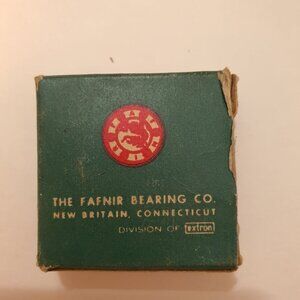 THE FAFNIR BEARING CO.
NEW BRITAIN, CONNECTICUT
DIVISION OF textron